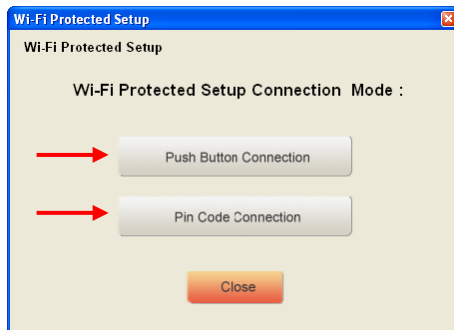 Wi-Fi Protected Setup
Wi-Fi Protected Setup
Wi-Fi Protected Setup Connection Mode :
Push Button Connection
Pin Code Connection
Close